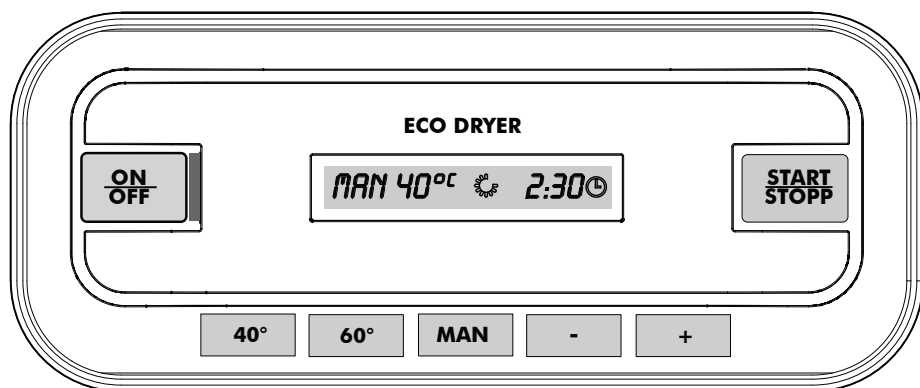 ECO DRYER
ON
OFF
MAN 40°C 2:30
START
STOPP
40° 60° MAN - +